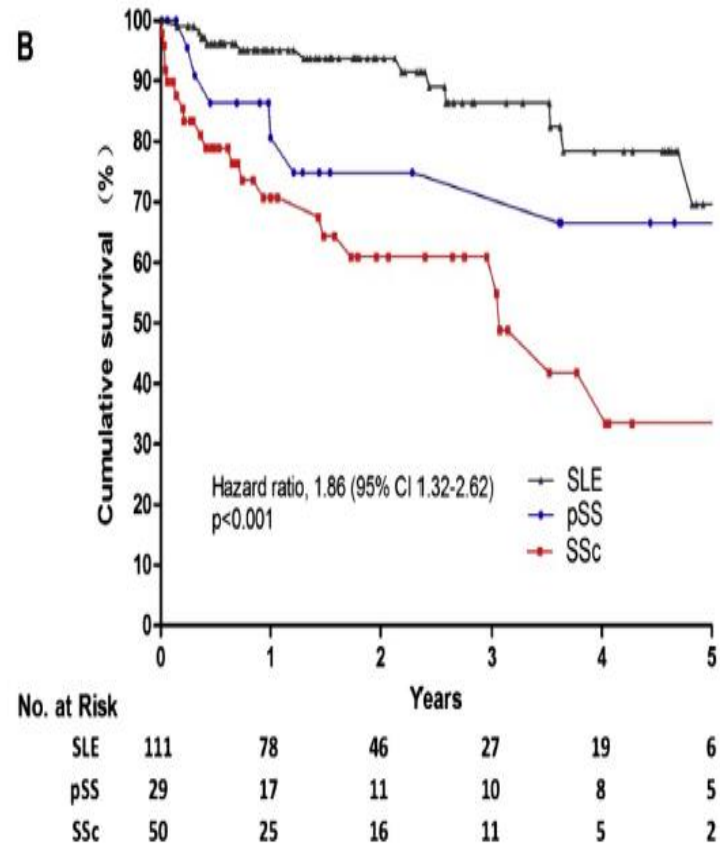 B
Cumulative survival (%)
100
90
80
70
60
50
40
30
20
10
0
Hazard ratio, 1.86 (95% CI 1.32-2.62)
p<0.001
SLE
pSS
SSc
0 1 2 3 4 5
Years
No. at Risk
SLE 111 78 46 27 19 6
pSS 29 17 11 10 8 5
SSc 50 25 16 11 5 2